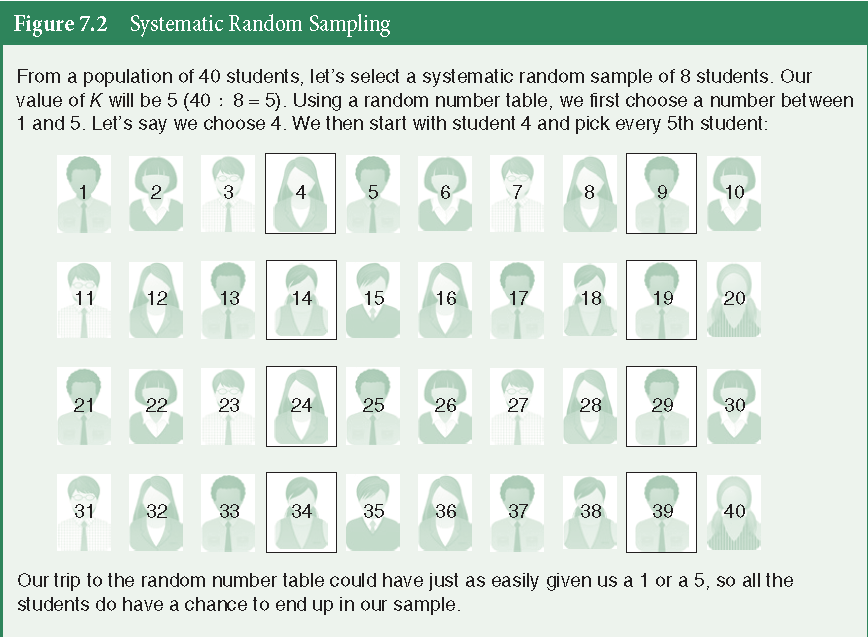 Figure 7.2 Systematic Random Sampling
From a population of 40 students, let’s select a systematic random sample of 8 students. Our
value of K will be 5 (40 : 8 = 5). Using a random number table, we first choose a number between
1 and 5. Let’s say we choose 4. We then start with student 4 and pick every 5th student:
1 2 3 4 5 6 7 8 9 10
11 12 13 14 15 16 17 18 19 20
21 22 23 24 25 26 27 28 29 30
31 32 33 34 35 36 37 38 39 40
Our trip to the random number table could have just as easily given us a 1 or a 5, so all the
students do have a chance to end up in our sample.